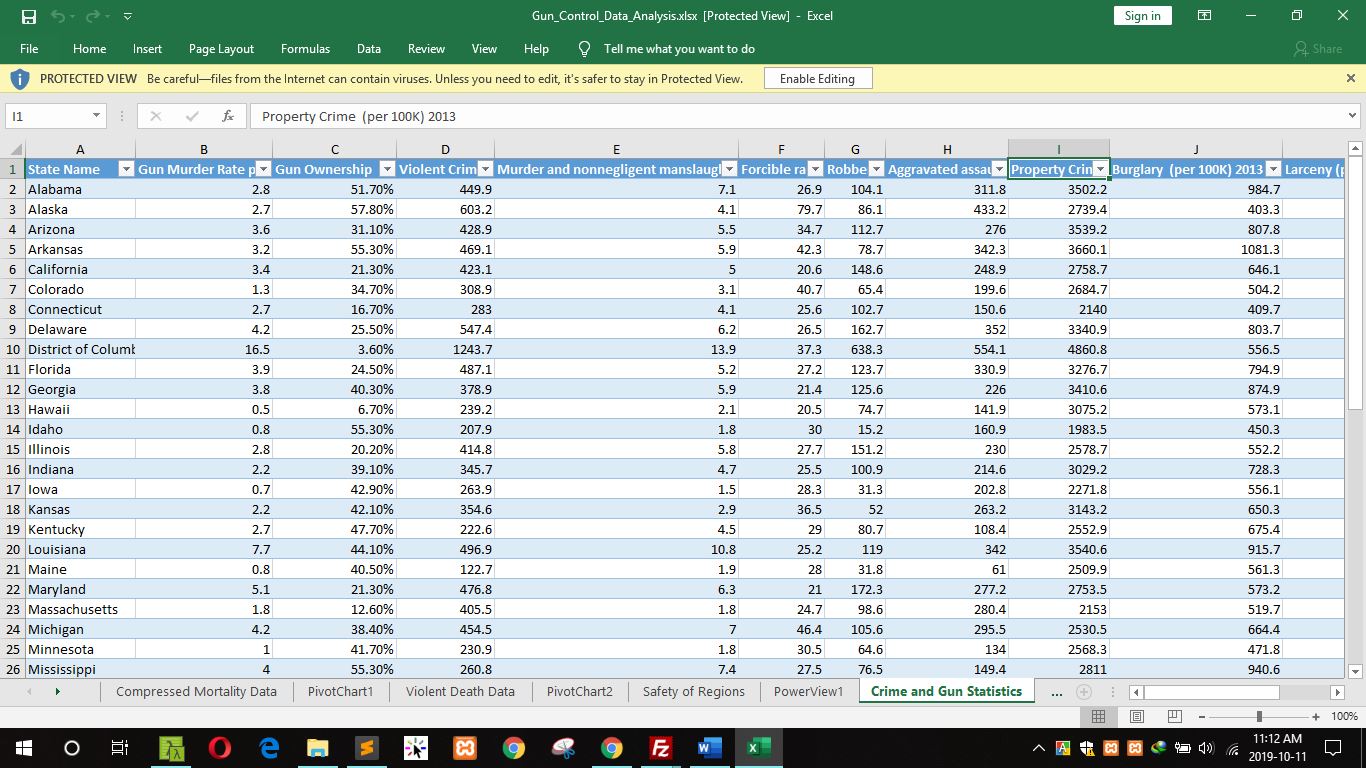 Gun_Control_Data_Analysis.xlsx [Protected View] - Excel
Sign in
File Home Insert Page Layout Formulas Data Review View Help Tell me what you want to do Share
PROTECTED VIEW Be careful—files from the Internet can contain viruses. Unless you need to edit, it's safer to stay in Protected View. Enable Editing
I1 fx Property Crime (per 100K) 2013
A B C D E F G H I J
1 State Name Gun Murder Rate p Gun Ownership Violent Crim Murder and nonnegligent manslaug Forcible ra Robbe Aggravated assau Property Crin Burglary (per 100K) 2013 Larceny (p
2 Alabama 2.8 51.70% 449.9 7.1 26.9 104.1 311.8 3502.2 984.7
3 Alaska 2.7 57.80% 603.2 4.1 79.7 86.1 433.2 2739.4 403.3
4 Arizona 3.6 31.10% 428.9 5.5 34.7 112.7 276 3539.2 807.8
5 Arkansas 3.2 55.30% 469.1 5.9 42.3 78.7 342.3 3660.1 1081.3
6 California 3.4 21.30% 423.1 5 20.6 148.6 248.9 2758.7 646.1
7 Colorado 1.3 34.70% 308.9 3.1 40.7 65.4 199.6 2684.7 504.2
8 Connecticut 2.7 16.70% 283 4.1 25.6 102.7 150.6 2140 409.7
9 Delaware 4.2 25.50% 547.4 6.2 26.5 162.7 352 3340.9 803.7
10 District of Columb 16.5 3.60% 1243.7 13.9 37.3 638.3 554.1 4860.8 556.5
11 Florida 3.9 24.50% 487.1 5.2 27.2 123.7 330.9 3276.7 794.9
12 Georgia 3.8 40.30% 378.9 5.9 21.4 125.6 226 3410.6 874.9
13 Hawaii 0.5 6.70% 239.2 2.1 20.5 74.7 141.9 3075.2 573.1
14 Idaho 0.8 55.30% 207.9 1.8 30 15.2 160.9 1983.5 450.3
15 Illinois 2.8 20.20% 414.8 5.8 27.7 151.2 230 2578.7 552.2
16 Indiana 2.2 39.10% 345.7 4.7 25.5 100.9 214.6 3029.2 728.3
17 Iowa 0.7 42.90% 263.9 1.5 28.3 31.3 202.8 2271.8 556.1
18 Kansas 2.2 42.10% 354.6 2.9 36.5 52 263.2 3143.2 650.3
19 Kentucky 2.7 47.70% 222.6 4.5 29 80.7 108.4 2552.9 675.4
20 Louisiana 7.7 44.10% 496.9 10.8 25.2 119 342 3540.6 915.7
21 Maine 0.8 40.50% 122.7 1.9 28 31.8 61 2509.9 561.3
22 Maryland 5.1 21.30% 476.8 6.3 21 172.3 277.2 2753.5 573.2
23 Massachusetts 1.8 12.60% 405.5 1.8 24.7 98.6 280.4 2153 519.7
24 Michigan 4.2 38.40% 454.5 7 46.4 105.6 295.5 2530.5 664.4
25 Minnesota 1 41.70% 230.9 1.8 30.5 64.6 134 2568.3 471.8
26 Mississippi 4 55.30% 260.8 7.4 27.5 76.5 149.4 2811 940.6
Compressed Mortality Data PivotChart1 Violent Death Data PivotChart2 Safety of Regions PowerView1 Crime and Gun Statistics ...
100%
11:12 AM
2019-10-11